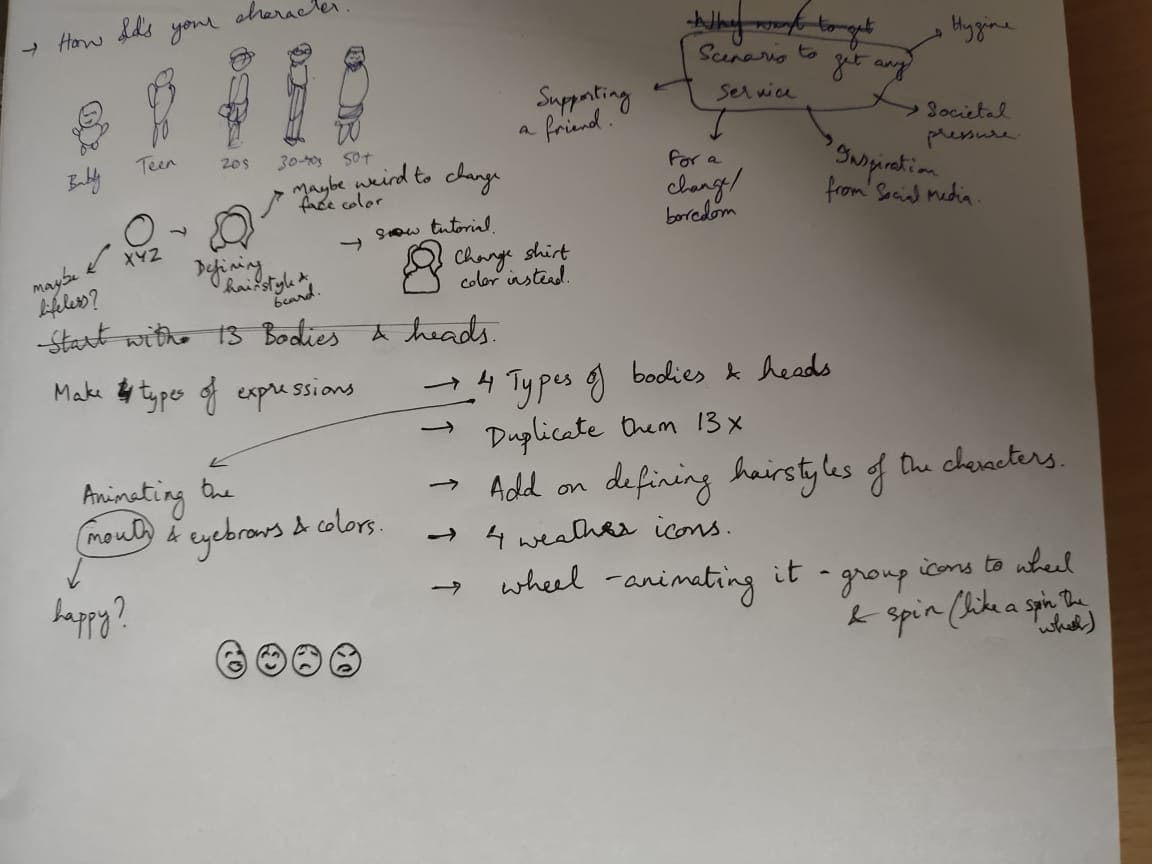 → How old's your character.
Baby
Teen
20s
30-40s
50+
Why want to get
Scenario to get any
service
Hygine
Societal
pressure.
Inspiration
from Social Media.
For a
change/
boredom
Supporting
a friend.
XYZ
maybe
lifeless?
Defining
hairstyle &
beard.
Maybe weird to change
face color
→ snow tutorial.
Change shirt
color instead.
Start with 13 Bodies & heads.
Make 4 types of expressions
→ 4 Types of bodies & heads
→ Duplicate them 13x
→ Add on defining hairstyles of the characters.
→ 4 weather icons.
→ wheel - animating it - group icons to wheel
& spin (like a spin the
wheel)
Animating the
mouth & eyebrows & colors.
happy?